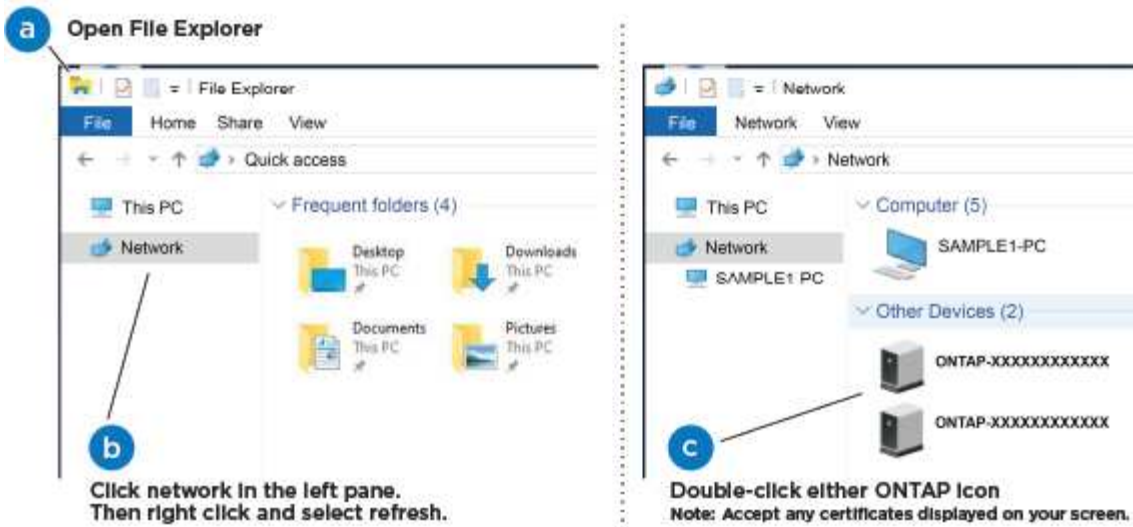 a Open File Explorer
File Explorer
File Home Share View
Quick access
This PC
Network
Frequent folders (4)
Desktop
This PC
Downloads
This PC
Documents
This PC
Pictures
This PC
b
Click network in the left pane.
Then right click and select refresh.
Network
File Network View
Network
This PC
Network
SAMPLE1 PC
Computer (5)
SAMPLE1-PC
Other Devices (2)
ONTAP-XXXXXXXXXXXX
ONTAP-XXXXXXXXXXXX
c
Double-click either ONTAP icon
Note: Accept any certificates displayed on your screen.